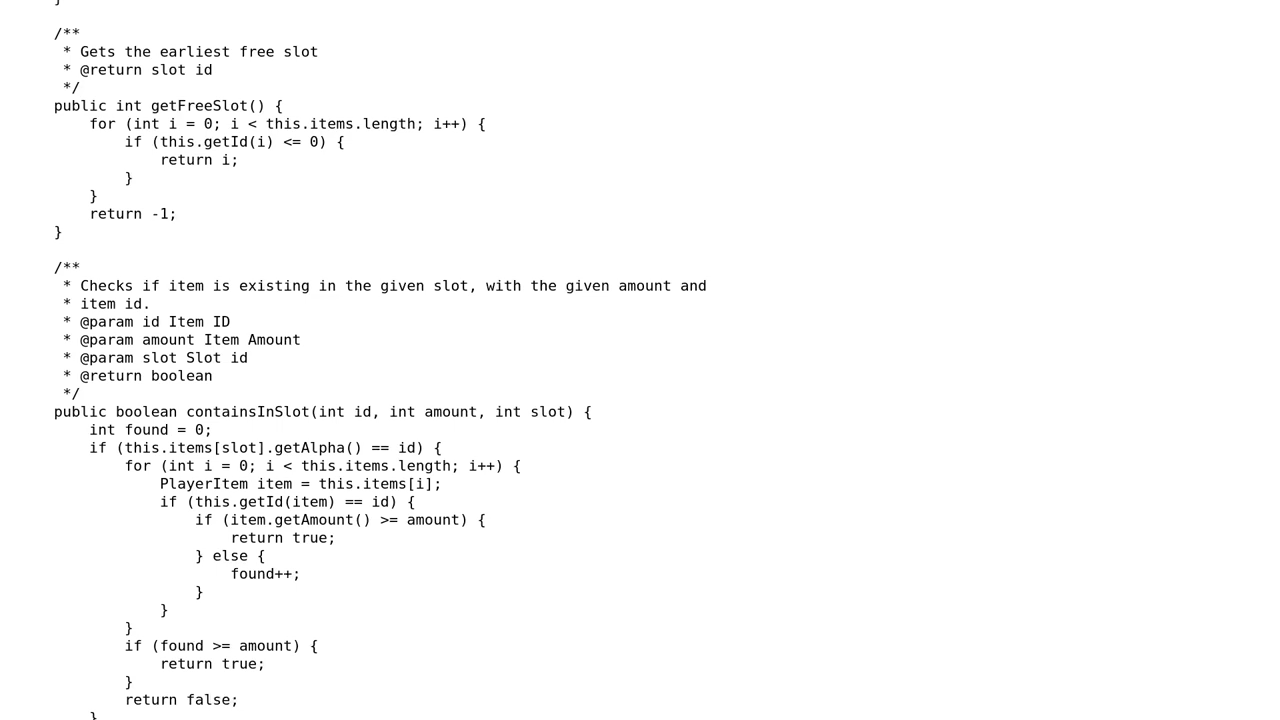 }

/**
 * Gets the earliest free slot
 * @return slot id
 */
public int getFreeSlot() {
    for (int i = 0; i < this.items.length; i++) {
        if (this.getId(i) <= 0) {
            return i;
        }
    }
    return -1;
}

/**
 * Checks if item is existing in the given slot, with the given amount and
 * item id.
 * @param id Item ID
 * @param amount Item Amount
 * @param slot Slot id
 * @return boolean
 */
public boolean containsInSlot(int id, int amount, int slot) {
    int found = 0;
    if (this.items[slot].getAlpha() == id) {
        for (int i = 0; i < this.items.length; i++) {
            PlayerItem item = this.items[i];
            if (this.getId(item) == id) {
                if (item.getAmount() >= amount) {
                    return true;
                } else {
                    found++;
                }
            }
        }
        if (found >= amount) {
            return true;
        }
        return false;
    }